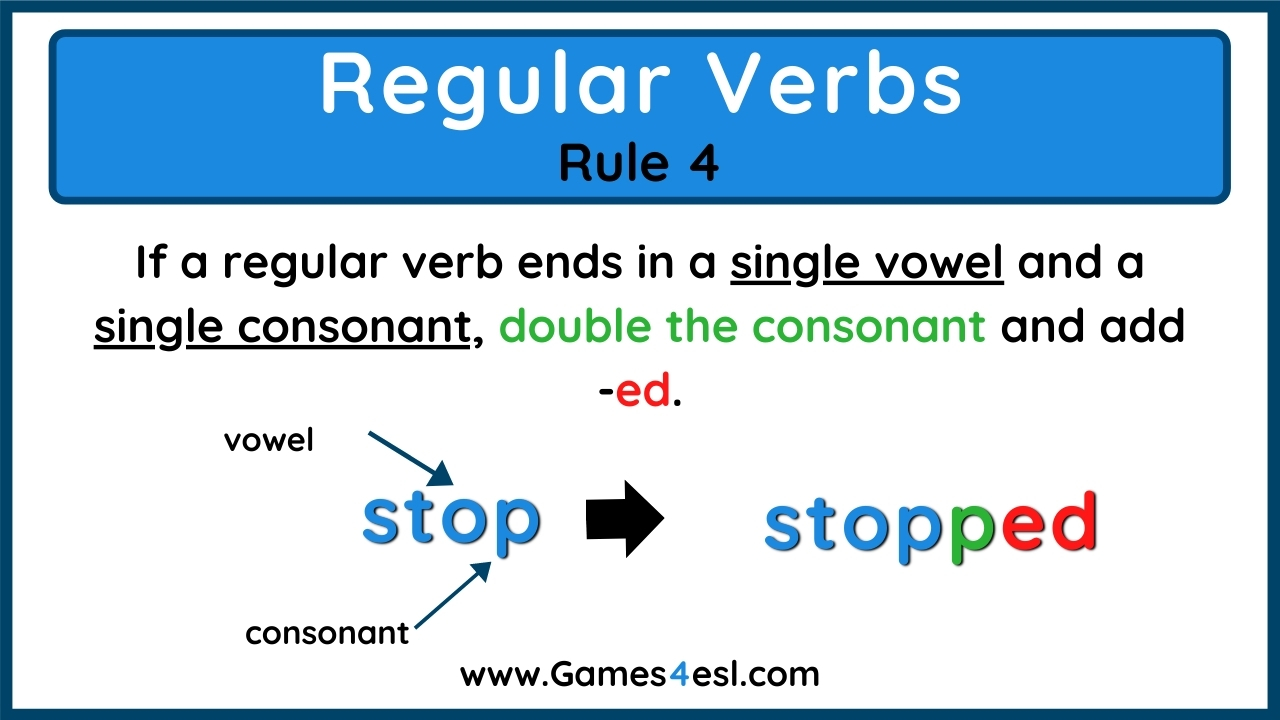 Regular Verbs
Rule 4
If a regular verb ends in a single vowel and a
single consonant, double the consonant and add
-ed.
vowel
stop
stopped
consonant
www.Games4esl.com